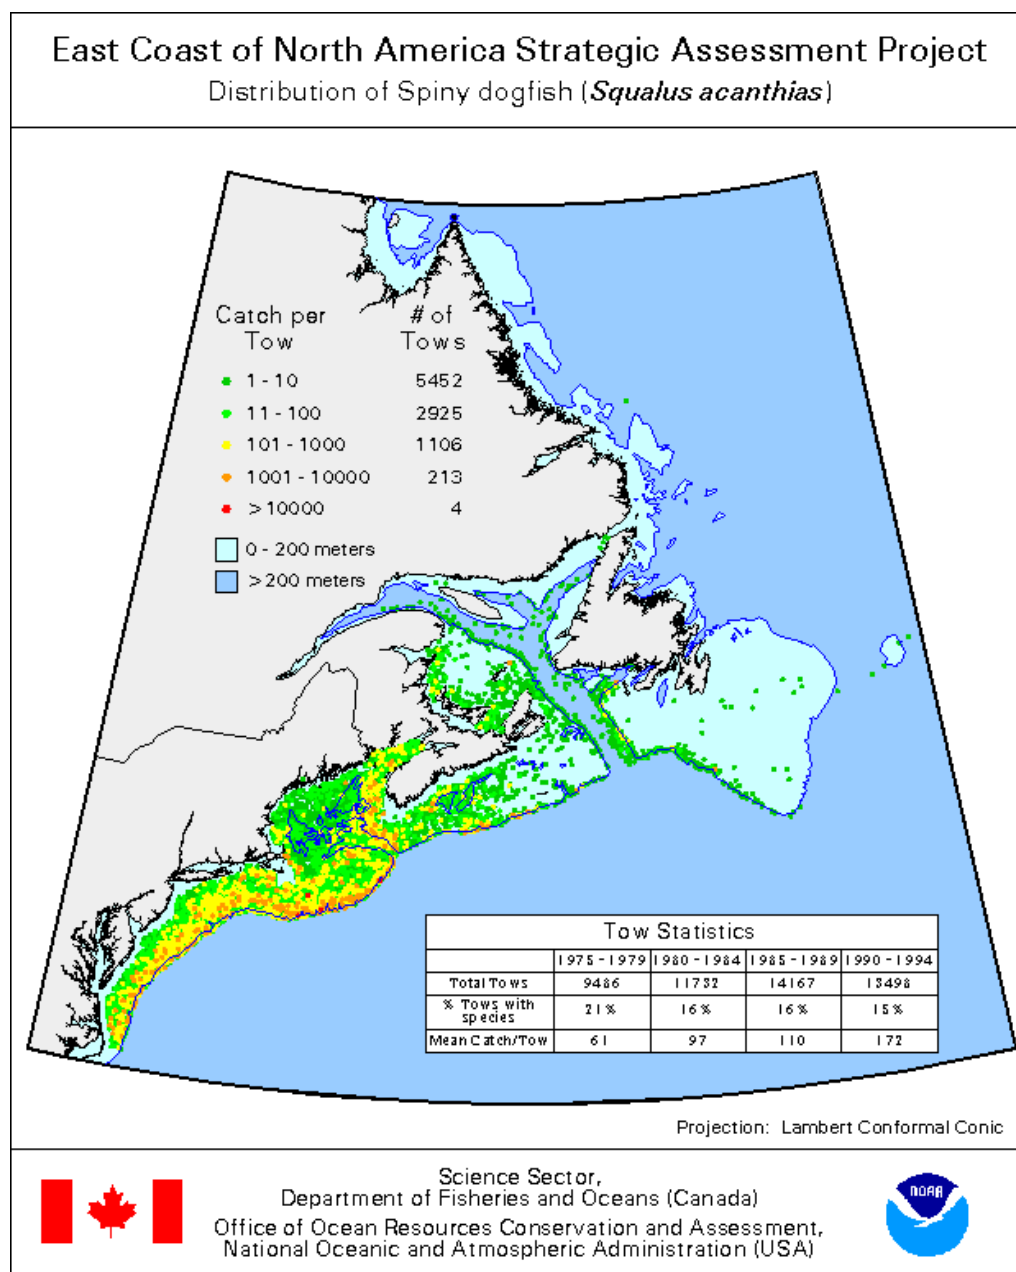 East Coast of North America Strategic Assessment Project
Distribution of Spiny dogfish (Squalus acanthias)
Catch per Tow # of Tows
1 - 10 5452
11 - 100 2925
101 - 1000 1106
1001 - 10000 213
>10000 4
0 - 200 meters
>200 meters
Tow Statistics
1975 - 1979 1980 - 1984 1985 - 1989 1990 - 1994
Total Tows 9486 11732 14167 13498
% Tows with species 21% 16% 16% 15%
Mean Catch/Tow 61 97 110 172
Projection: Lambert Conformal Conic
Science Sector,
Department of Fisheries and Oceans (Canada)
Office of Ocean Resources Conservation and Assessment,
National Oceanic and Atmospheric Administration (USA)
NOAA